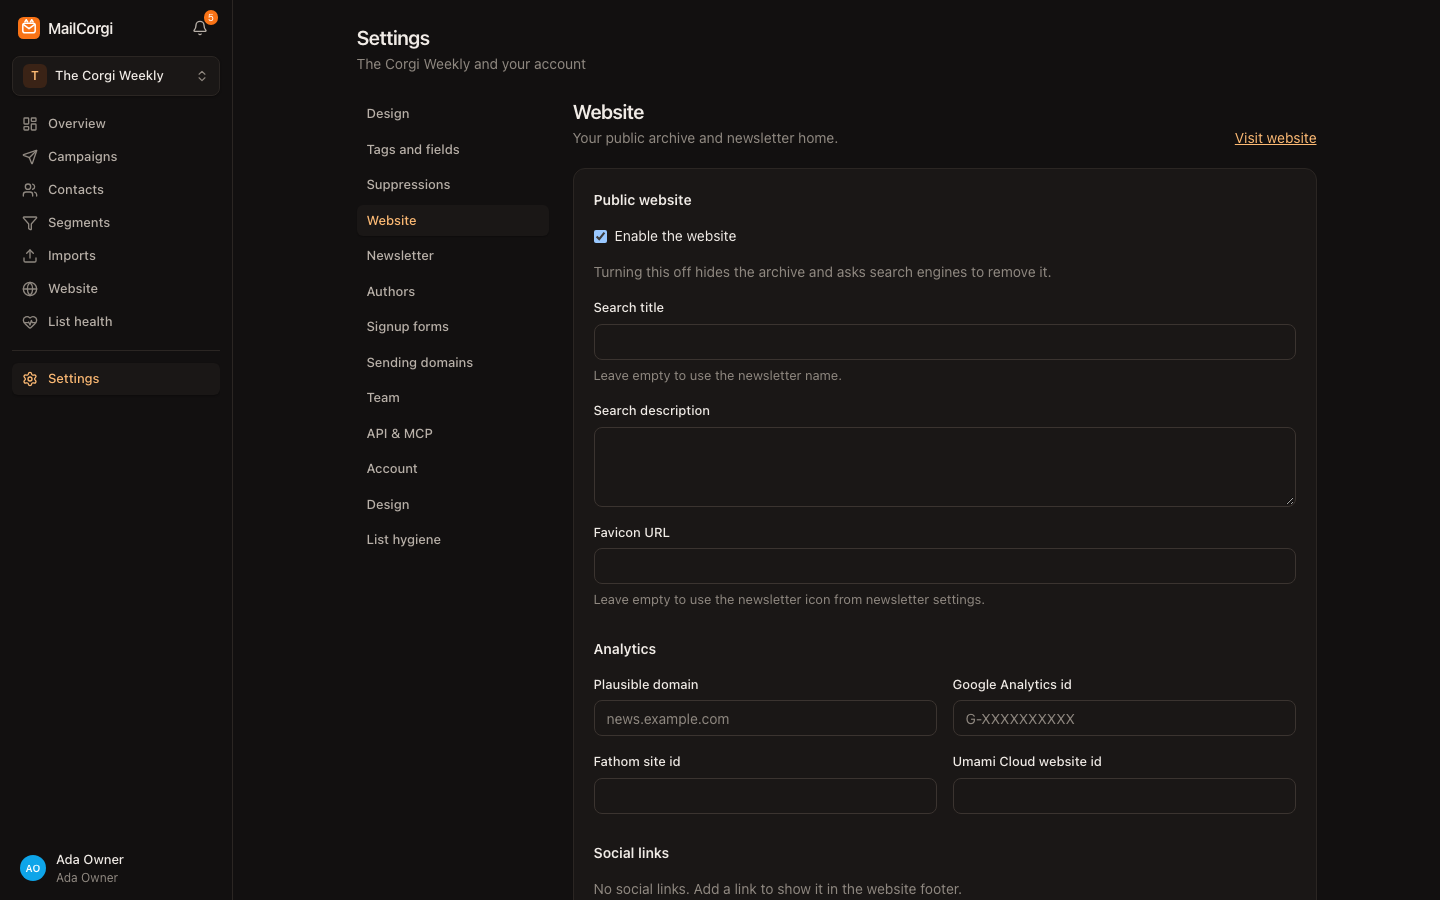 MailCorgi
5
T
The Corgi Weekly
Overview
Campaigns
Contacts
Segments
Imports
Website
List health
Settings
AO
Ada Owner
Ada Owner
Settings
The Corgi Weekly and your account
Design
Tags and fields
Suppressions
Website
Newsletter
Authors
Signup forms
Sending domains
Team
API & MCP
Account
Design
List hygiene
Website
Your public archive and newsletter home.
Visit website
Public website
Enable the website
Turning this off hides the archive and asks search engines to remove it.
Search title
Leave empty to use the newsletter name.
Search description
Favicon URL
Leave empty to use the newsletter icon from newsletter settings.
Analytics
Plausible domain
Google Analytics id
news.example.com
G-XXXXXXXXXX
Fathom site id
Umami Cloud website id
Social links
No social links. Add a link to show it in the website footer.